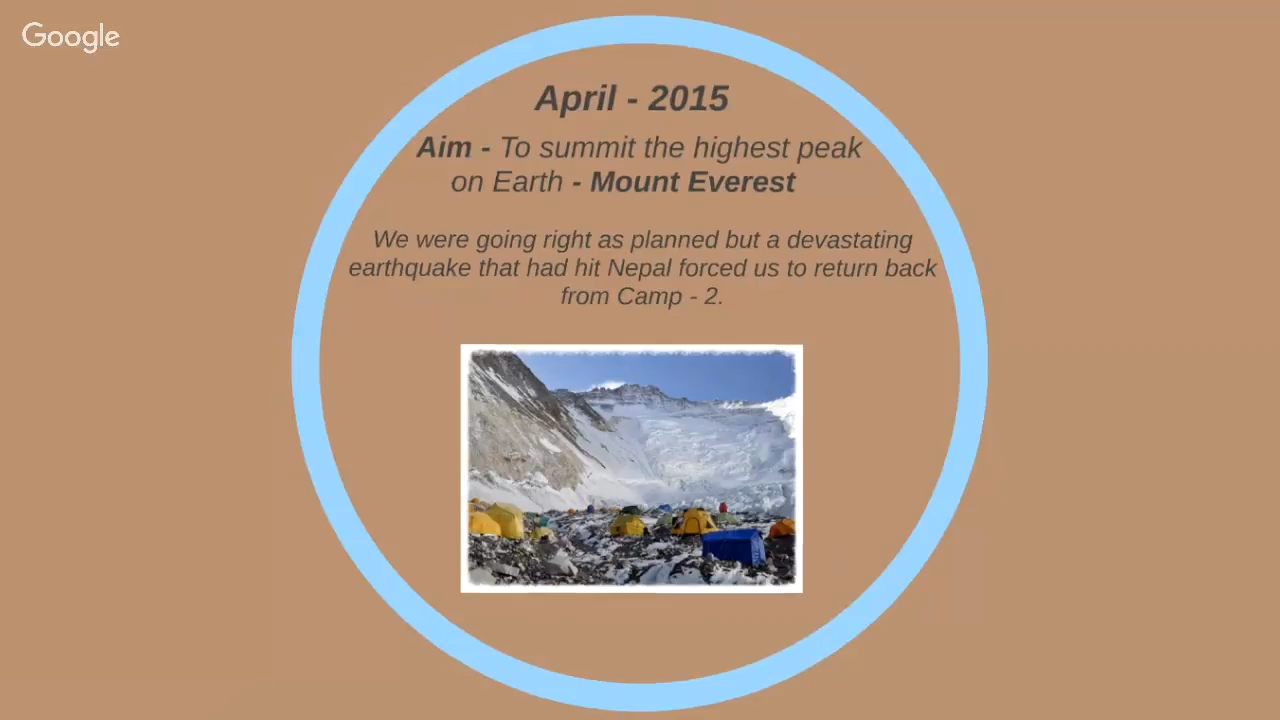 Google
April - 2015
Aim - To summit the highest peak
on Earth - Mount Everest
We were going right as planned but a devastating
earthquake that had hit Nepal forced us to return back
from Camp - 2.